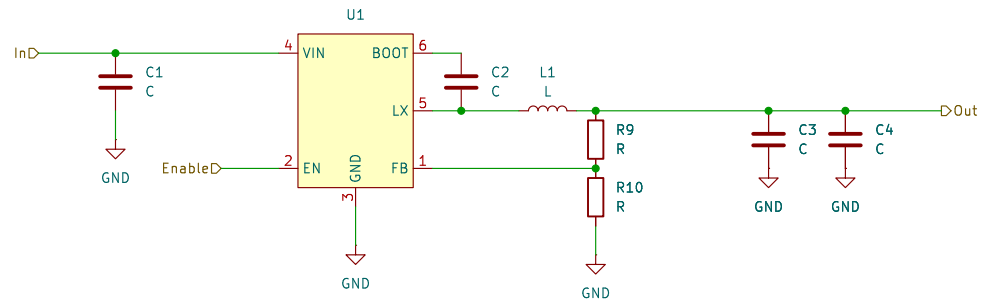 U1
In
4
VIN
BOOT
6
C1
C
C2
C
L1
L
LX
5
Out
R9
R
C3
C
C4
C
GND
Enable
2
EN
GND
FB
1
3
R10
R
GND
GND
GND
GND